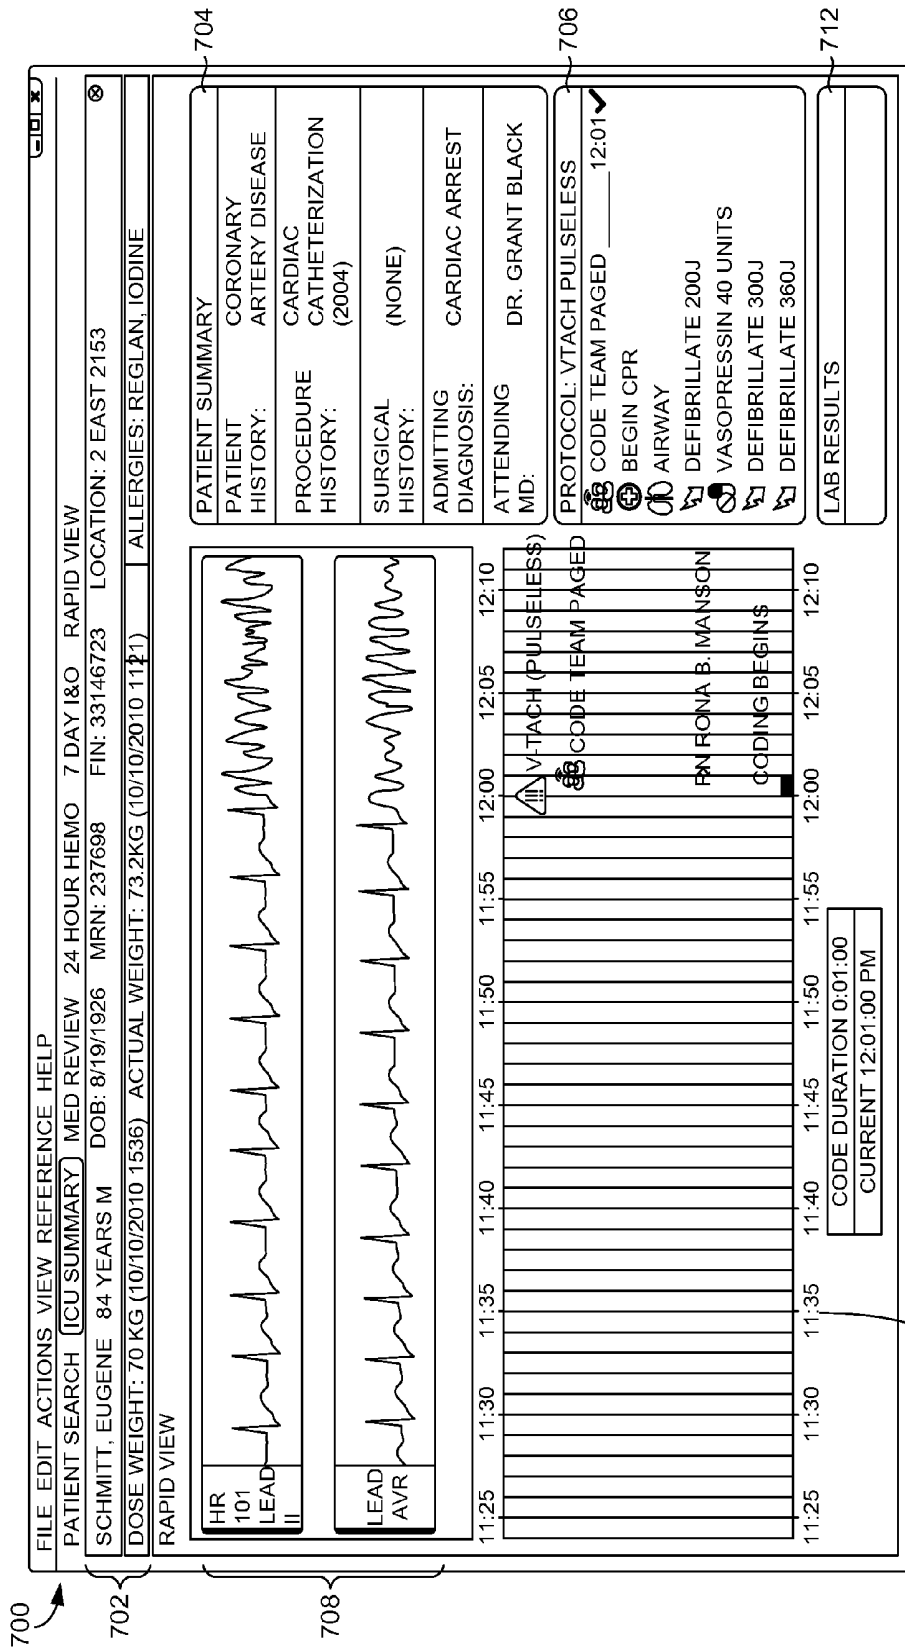 700
FILE EDIT ACTIONS VIEW REFERENCE HELP
PATIENT SEARCH ICU SUMMARY MED REVIEW 24 HOUR HEMO 7 DAY I&O RAPID VIEW
702
SCHMITT, EUGENE 84 YEARS M DOB: 8/19/1926 MRN: 237698 FIN: 33146723 LOCATION: 2 EAST 2153
DOSE WEIGHT: 70 KG (10/10/2010 1536) ACTUAL WEIGHT: 73.2KG (10/10/2010 1121) ALLERGIES: REGLAN, IODINE
RAPID VIEW
708
HR
101
LEAD
II
LEAD
AVR
704
PATIENT SUMMARY
PATIENT HISTORY: CORONARY ARTERY DISEASE
PROCEDURE HISTORY: CARDIAC CATHETERIZATION (2004)
SURGICAL HISTORY: (NONE)
ADMITTING DIAGNOSIS: CARDIAC ARREST
ATTENDING MD: DR. GRANT BLACK
11:25 11:30 11:35 11:40 11:45 11:50 11:55 12:00 12:05 12:10
V-TACH (PULSELESS)
CODE TEAM PAGED
RN RONA B. MANSON
CODING BEGINS
11:25 11:30 11:35 11:40 11:45 11:50 11:55 12:00 12:05 12:10
CODE DURATION 0:01:00
CURRENT 12:01:00 PM
706
PROTOCOL: VTACH PULSELESS
CODE TEAM PAGED 12:01
BEGIN CPR
AIRWAY
DEFIBRILLATE 200J
VASOPRESSIN 40 UNITS
DEFIBRILLATE 300J
DEFIBRILLATE 360J
712
LAB RESULTS